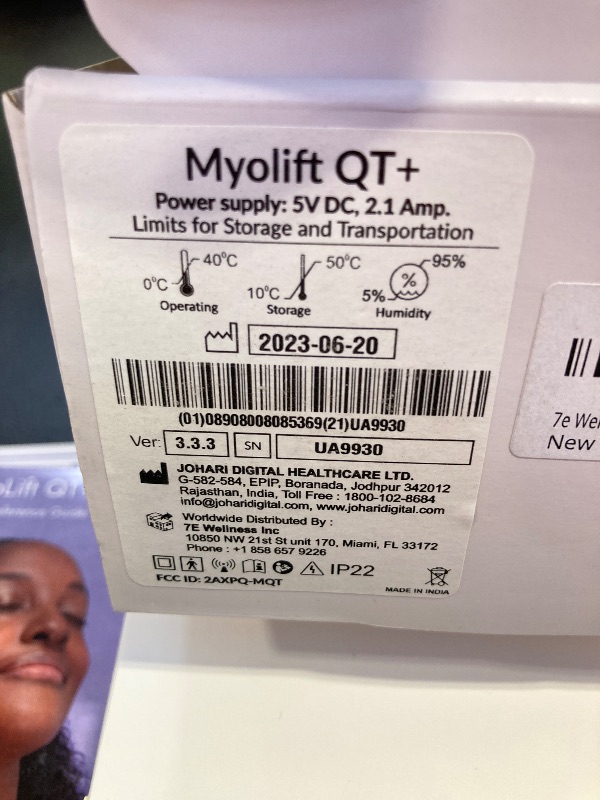 Myolift QT+
Power supply: 5V DC, 2.1 Amp.
Limits for Storage and Transportation
0°C
40°C
Operating
10°C
50°C
Storage
5%
%
95%
Humidity
2023-06-20
(01)08908008085369(21)UA9930
Ver: 3.3.3 SN UA9930
JOHARI DIGITAL HEALTHCARE LTD.
G-582-584, EPIP, Boranada, Jodhpur 342012
Rajasthan, India, Toll Free : 1800-102-8684
info@joharidigital.com, www.joharidigital.com
Worldwide Distributed By :
7E Wellness Inc
10850 NW 21st St unit 170, Miami, FL 33172
Phone : +1 858 657 9226
IP22
FCC ID: 2AXPQ-MQT
MADE IN INDIA
7e Wel
New
oLift QT